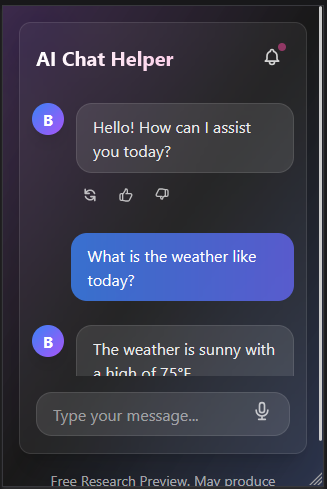 AI Chat Helper
B
Hello! How can I assist
you today?
What is the weather like
today?
B
The weather is sunny with
a high of 75°F
Type your message...
Free Research Preview. May produce